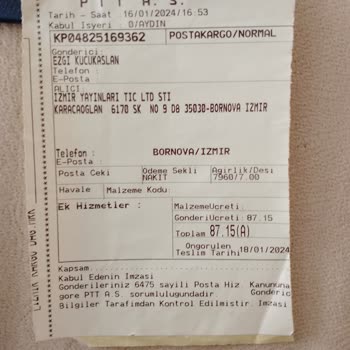 PTT A.S.
Tarih - Saat :16/01/2024/16:53
Kabul Isyeri : 0/AYDIN
KP04825169362 POSTAKARGO/NORMAL
Gonderici:
EZGI KUCUKASLAN
Telefon :
E-Posta :
ALICI
IZMIR YAYINLARI TIC LTD STI
KARACAOGLAN 6170 SK NO 9 D8 35030-BORNOVA IZMIR
Telefon : BORNOVA/IZMIR
E-Posta :
Posta Ceki Odeme Sekli Agirlik/Desi
NAKIT 7960/7.00
Havale Malzeme Kodu:
Ek Hizmetler : MalzemeUcreti:
GonderiUcreti: 87.15
Toplam 87.15(A)
Ongorulen
Teslim Tarihi 18/01/2024
Kapsam
Kabul Edenin Imzasi
Gonderileriniz 6475 sayili Posta Hiz Kanununa
gore PTT A.S. sorumlulugundadir. Gonderic
Bilgiler Tarafimdan Kontrol Edilmistir. Imzasi